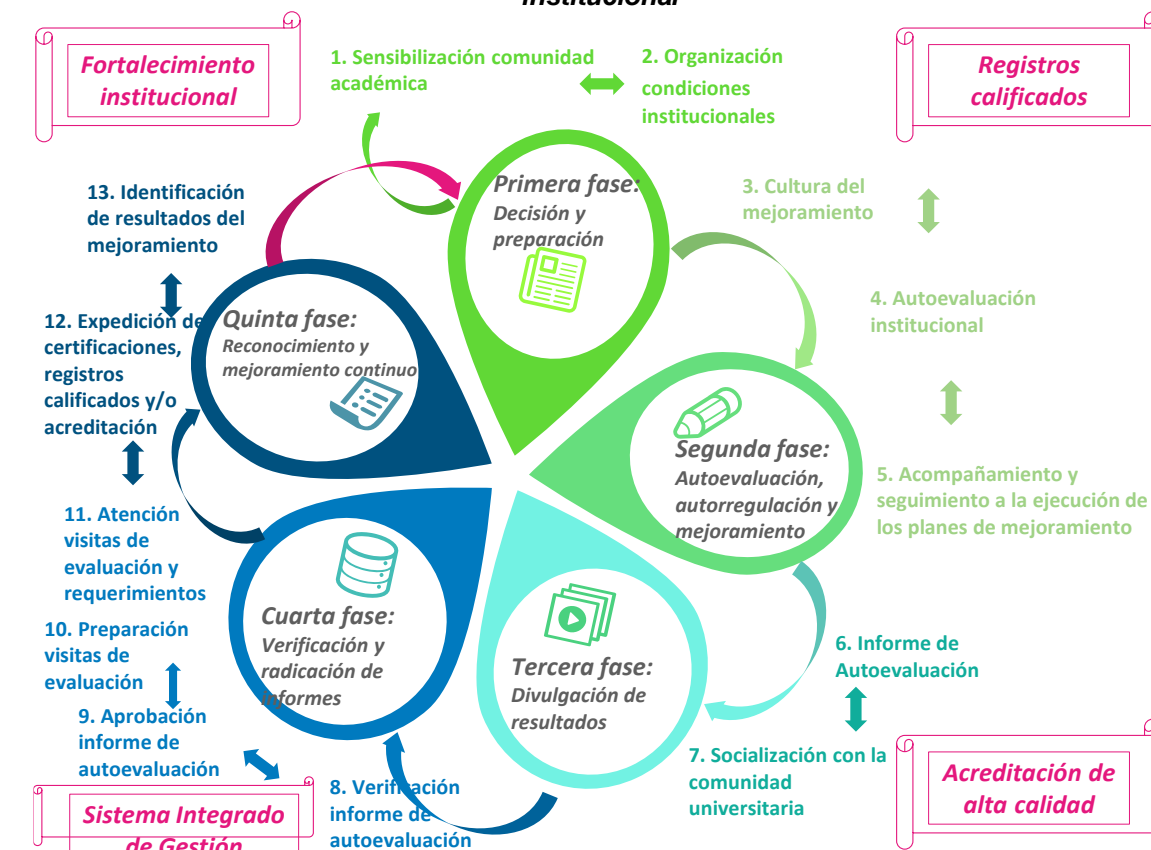 institucional
Fortalecimiento
institucional
1. Sensibilización comunidad
académica
2. Organización
condiciones
institucionales
Registros
calificados
Primera fase:
Decisión y
preparación
3. Cultura del
mejoramiento
4. Autoevaluación
institucional
Segunda fase:
Autoevaluación,
autorregulación y
mejoramiento
5. Acompañamiento y
seguimiento a la ejecución de
los planes de mejoramiento
6. Informe de
Autoevaluación
Tercera fase:
Divulgación de
resultados
7. Socialización con la
comunidad
universitaria
Acreditación de
alta calidad
8. Verificación
informe de
autoevaluación
Cuarta fase:
Verificación y
radicación de
informes
9. Aprobación
informe de
autoevaluación
10. Preparación
visitas de
evaluación
11. Atención
visitas de
evaluación y
requerimientos
Quinta fase:
Reconocimiento y
mejoramiento continuo
12. Expedición de
certificaciones,
registros
calificados y/o
acreditación
13. Identificación
de resultados del
mejoramiento
Sistema Integrado
de Gestión